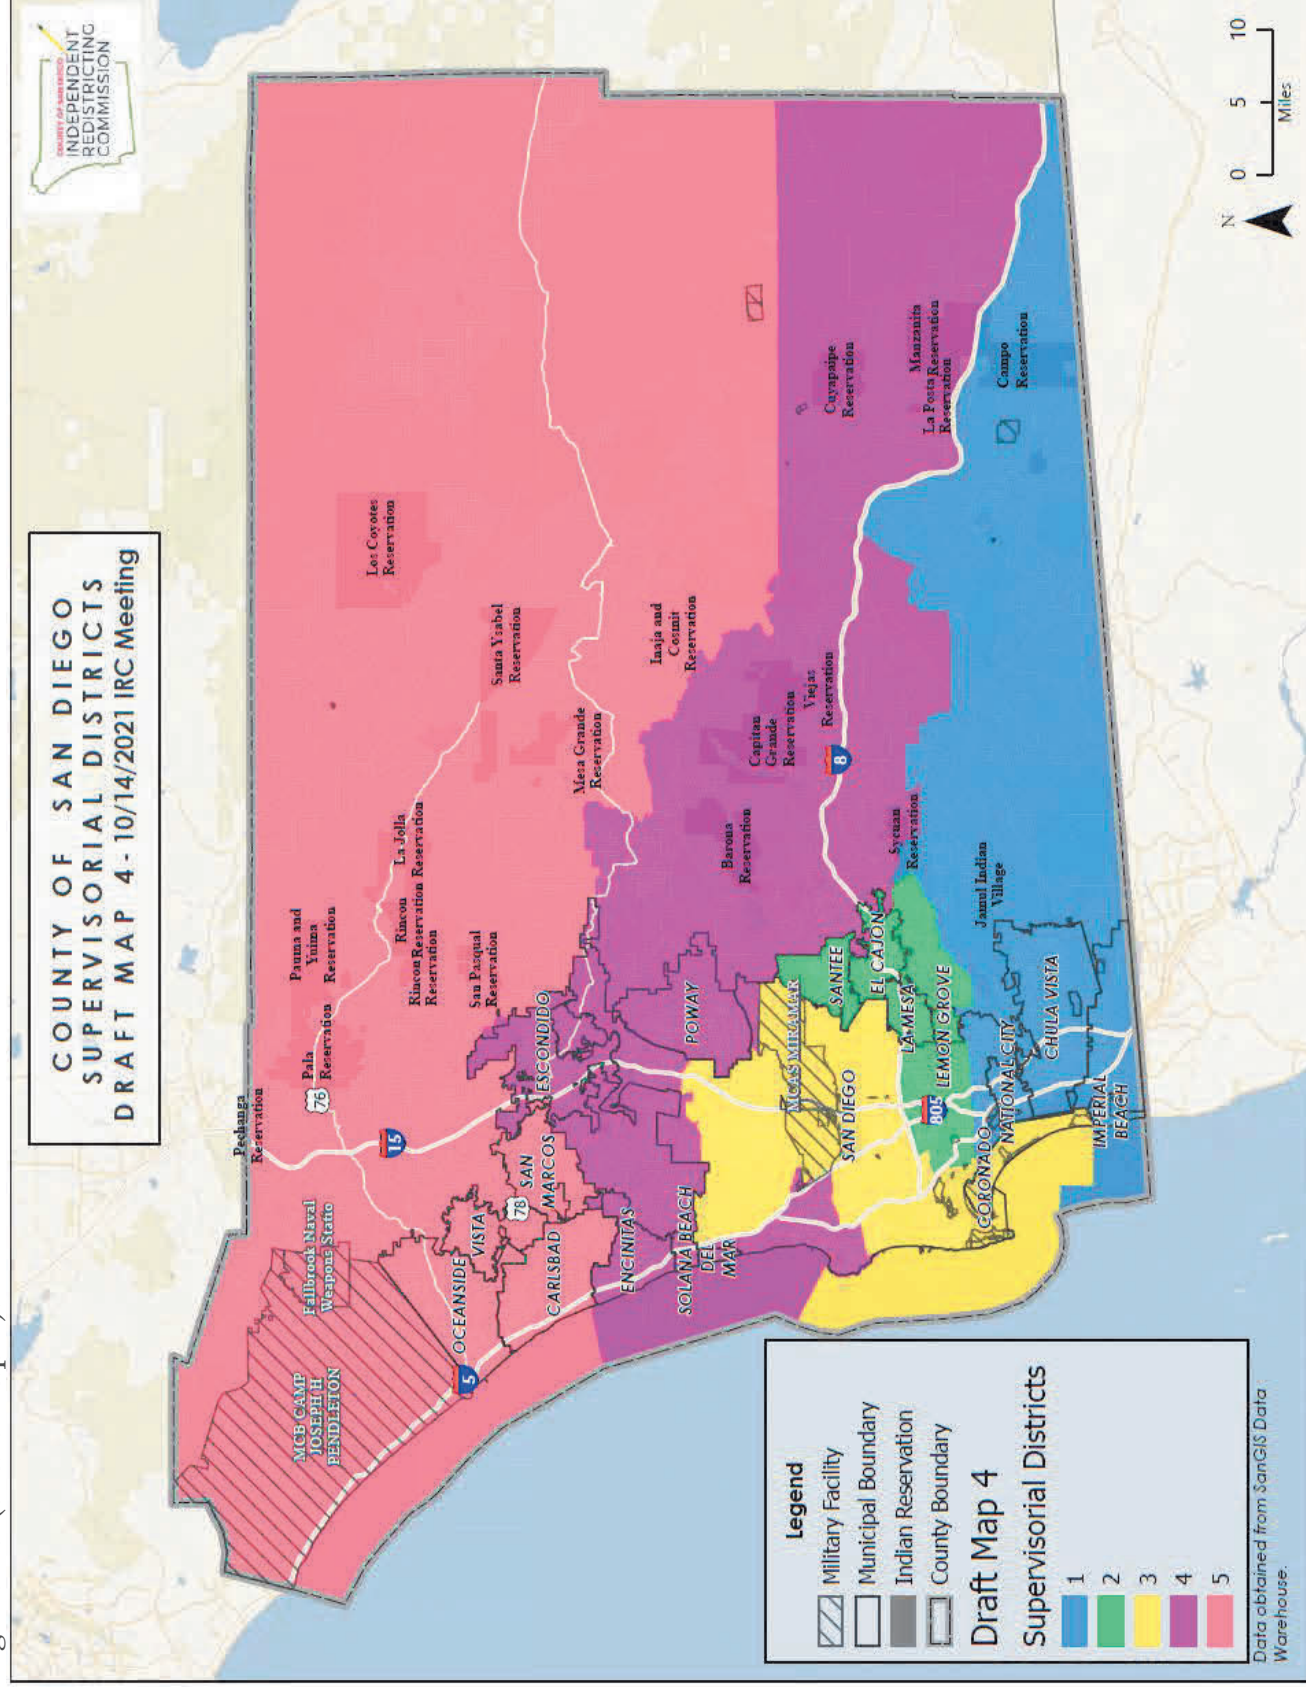 COUNTY OF SAN DIEGO
SUPERVISORIAL DISTRICTS
DRAFT MAP 4 - 10/14/2021 IRC Meeting
COUNTY OF SAN DIEGO
INDEPENDENT
REDISTRICTING
COMMISSION
Pechanga
Reservation
Fallbrook Naval
Weapons Statio
MCB CAMP
JOSEPH H
PENDLETON
76
Pala
Reservation
Pauma and
Yuima
Reservation
15
Rincon
Reservation
La Jolla
Reservation
Rincon
Reservation
Los Coyotes
Reservation
San Pasqual
Reservation
Santa Ysabel
Reservation
OCEANSIDE
VISTA
5
78
SAN
MARCOS
CARLSBAD
ESCONDIDO
Mesa Grande
Reservation
ENCINITAS
Inaja and
Cosmit
Reservation
SOLANA BEACH
DEL
MAR
POWAY
Barona
Reservation
Capitan
Grande
Reservation
Viejas
Reservation
Cuyapaipe
Reservation
MCAS MIRAMAR
SANTEE
8
SAN DIEGO
EL CAJON
Sycuan
Reservation
Manzanita
Reservation
La Posta
Reservation
LA MESA
LEMON GROVE
805
Jamul Indian
Village
Campo
Reservation
CORONADO
NATIONAL CITY
CHULA VISTA
IMPERIAL
BEACH
Legend
Military Facility
Municipal Boundary
Indian Reservation
County Boundary
Draft Map 4
Supervisorial Districts
1
2
3
4
5
Data obtained from SanGIS Data
Warehouse.
N
0 5 10
Miles